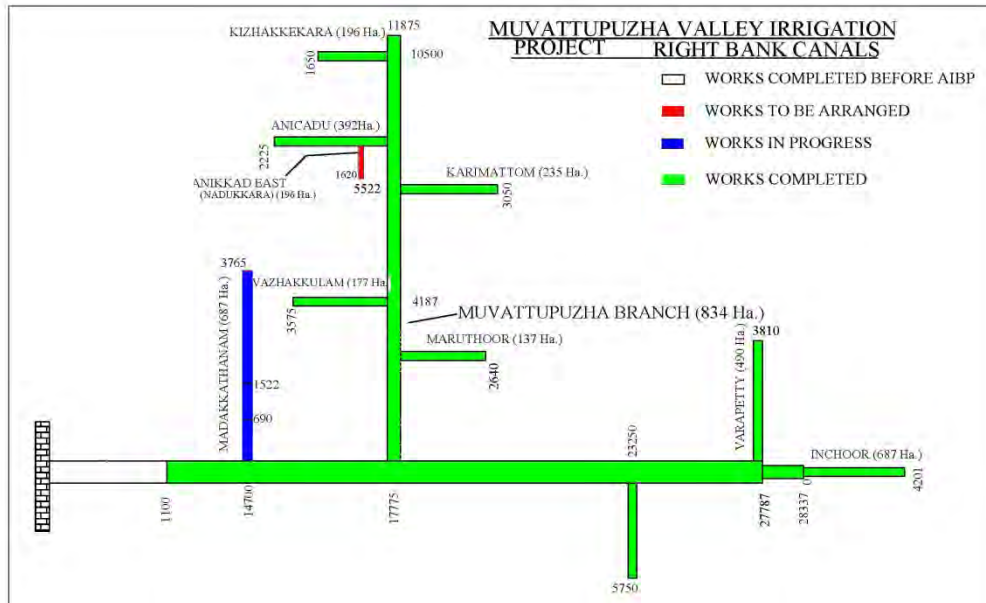 MUVATTUPUZHA VALLEY IRRIGATION
PROJECT RIGHT BANK CANALS
WORKS COMPLETED BEFORE AIBP
WORKS TO BE ARRANGED
WORKS IN PROGRESS
WORKS COMPLETED
11875
KIZHAKKEKARA (196 Ha.)
10500
1650
ANICADU (392Ha.)
2225
ANIKKAD EAST
(NADUKKARA) (196 Ha.)
1620
5522
KARIMATTOM (235 Ha.)
3050
3765
MADAKKATHANAM (687 Ha.)
1522
690
VAZHAKKULAM (177 Ha.)
3575
4187
MUVATTUPUZHA BRANCH (834 Ha.)
MARUTHOOR (137 Ha.)
2640
3810
VARAPETTY (490 Ha.)
23250
INCHOOR (687 Ha.)
4201
0
1100
14700
17775
27787
28337
5750